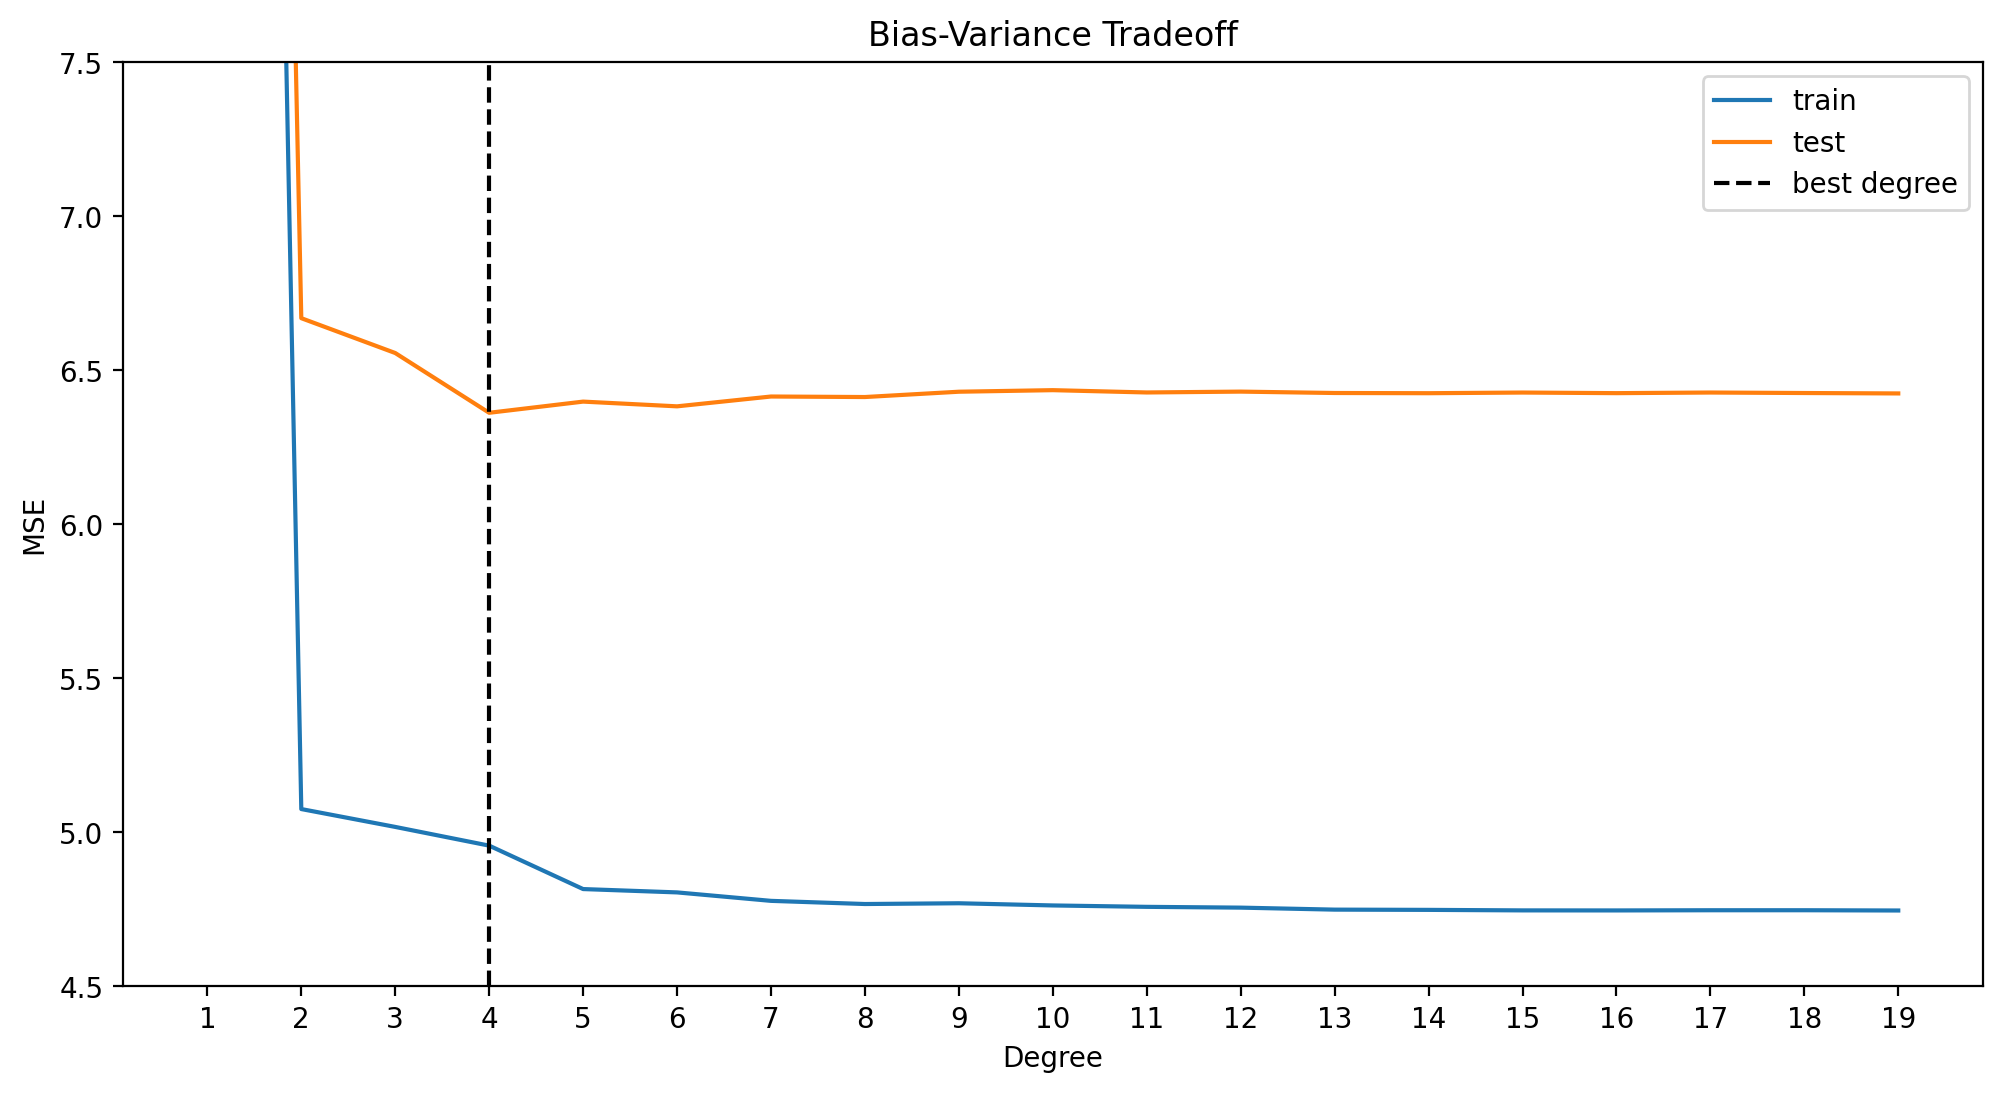 Bias-Variance Tradeoff
7.5
7.0
6.5
6.0
5.5
5.0
4.5
MSE
train
test
best degree
1 2 3 4 5 6 7 8 9 10 11 12 13 14 15 16 17 18 19
Degree